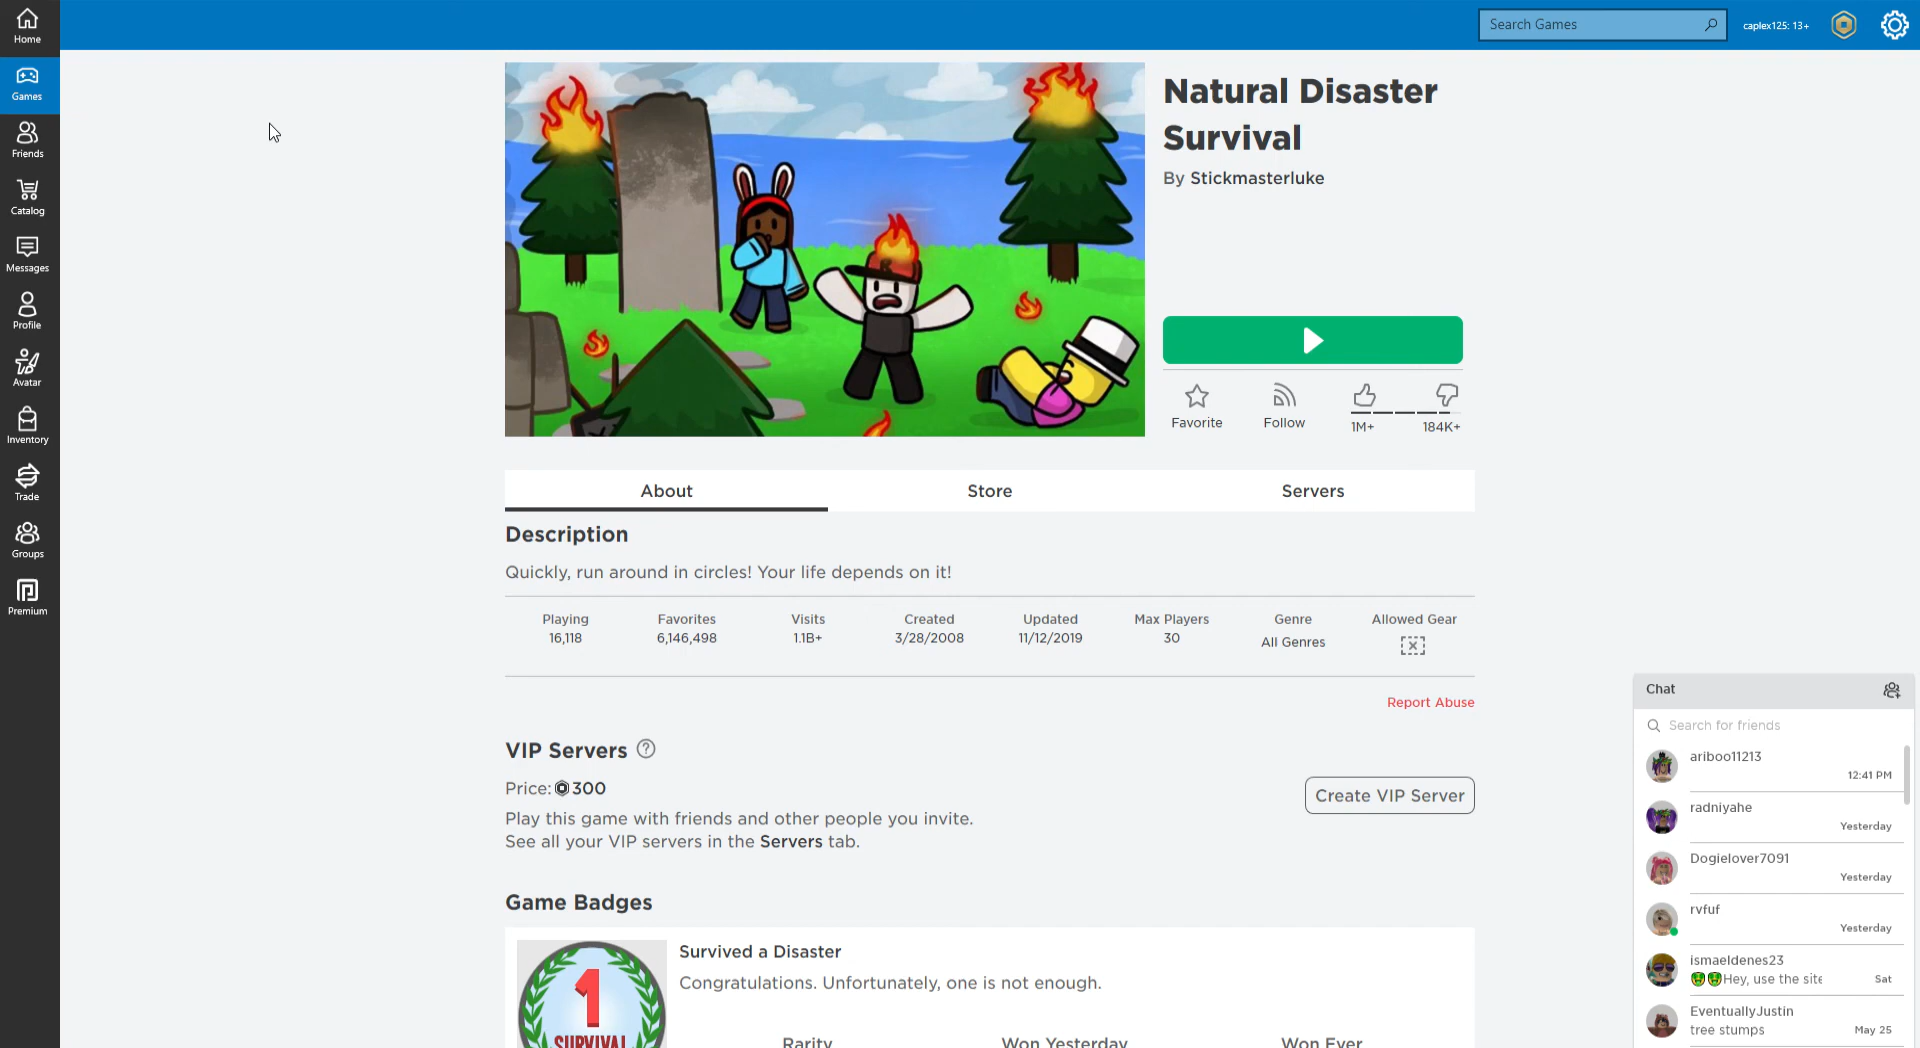 Home
Games
Friends
Catalog
Messages
Profile
Avatar
Inventory
Trade
Groups
Premium
Search Games
caplex125: 13+
Natural Disaster
Survival
By Stickmasterluke
Favorite
Follow
1M+
184K+
About
Store
Servers
Description
Quickly, run around in circles! Your life depends on it!
Playing
16,118
Favorites
6,146,498
Visits
1.1B+
Created
3/28/2008
Updated
11/12/2019
Max Players
30
Genre
All Genres
Allowed Gear
Report Abuse
VIP Servers
Price: 300
Play this game with friends and other people you invite.
See all your VIP servers in the Servers tab.
Create VIP Server
Game Badges
1
SURVIVAL
Survived a Disaster
Congratulations. Unfortunately, one is not enough.
Rarity
Won Yesterday
Won Ever
Chat
Search for friends
ariboo11213
12:41 PM
radniyahe
Yesterday
Dogielover7091
Yesterday
rvfuf
Yesterday
ismaeldenes23
Hey, use the site
Sat
EventuallyJustin
tree stumps
May 25